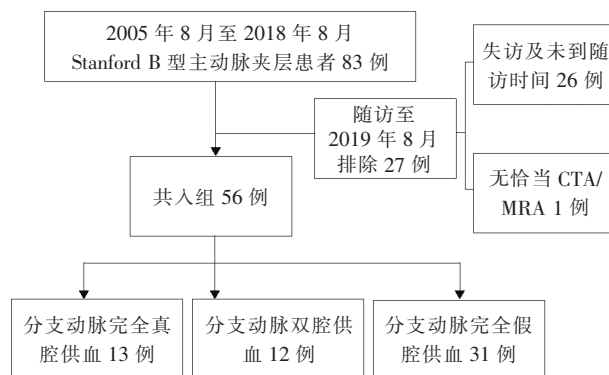 2005 年 8 月至 2018 年 8 月
Stanford B 型主动脉夹层患者 83 例
失访及未到随
访时间 26 例
随访至
2019 年 8 月
排除 27 例
无恰当 CTA/
MRA 1 例
共入组 56 例
分支动脉完全真
腔供血 13 例
分支动脉双腔供
血 12 例
分支动脉完全假
腔供血 31 例